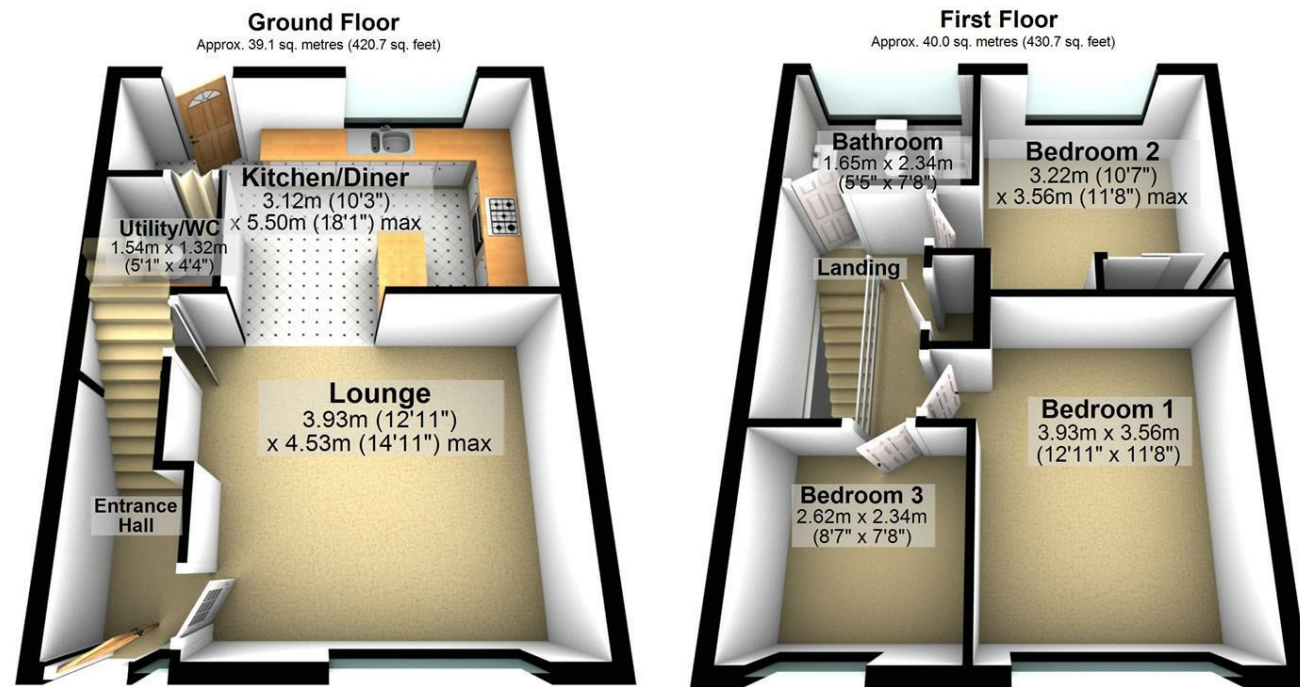 Ground Floor
Approx. 39.1 sq. metres (420.7 sq. feet)
Kitchen/Diner
3.12m (10'3")
x 5.50m (18'1") max
Utility/WC
1.54m x 1.32m
(5'1" x 4'4")
Lounge
3.93m (12'11")
x 4.53m (14'11") max
Entrance
Hall
First Floor
Approx. 40.0 sq. metres (430.7 sq. feet)
Bathroom
1.65m x 2.34m
(5'5" x 7'8")
Bedroom 2
3.22m (10'7")
x 3.56m (11'8") max
Landing
Bedroom 1
3.93m x 3.56m
(12'11" x 11'8")
Bedroom 3
2.62m x 2.34m
(8'7" x 7'8")